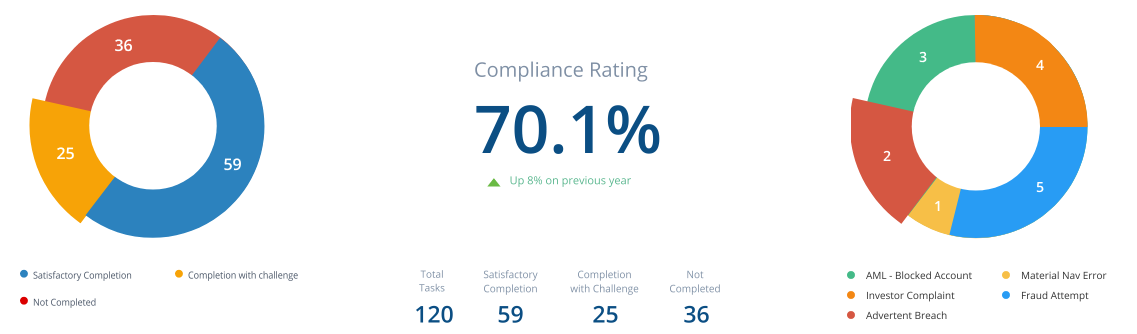 36
25
59
Satisfactory Completion
Completion with challenge
Not Completed
Compliance Rating
70.1%
Up 8% on previous year
Total
Tasks
120
Satisfactory
Completion
59
Completion
with Challenge
25
Not
Completed
36
3
4
2
1
5
AML - Blocked Account
Material Nav Error
Investor Complaint
Fraud Attempt
Advertent Breach